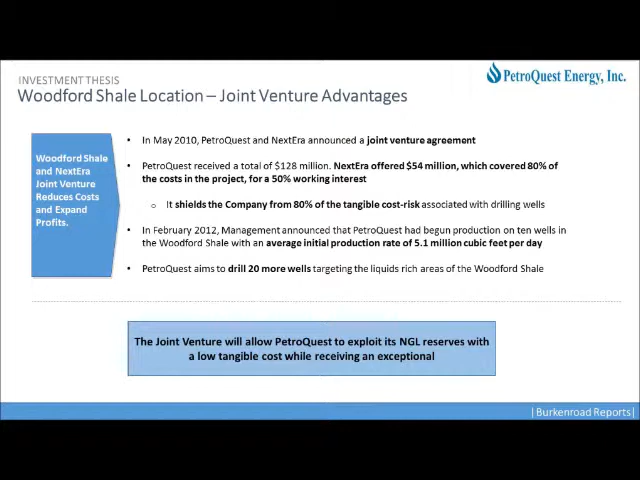 INVESTMENT THESIS
Woodford Shale Location – Joint Venture Advantages
PetroQuest Energy, Inc.
Woodford Shale
and NextEra
Joint Venture
Reduces Costs
and Expand
Profits.
• In May 2010, PetroQuest and NextEra announced a joint venture agreement
• PetroQuest received a total of $128 million. NextEra offered $54 million, which covered 80% of
the costs in the project, for a 50% working interest
o It shields the Company from 80% of the tangible cost-risk associated with drilling wells
• In February 2012, Management announced that PetroQuest had begun production on ten wells in
the Woodford Shale with an average initial production rate of 5.1 million cubic feet per day
• PetroQuest aims to drill 20 more wells targeting the liquids rich areas of the Woodford Shale
The Joint Venture will allow PetroQuest to exploit its NGL reserves with
a low tangible cost while receiving an exceptional
|Burkenroad Reports|